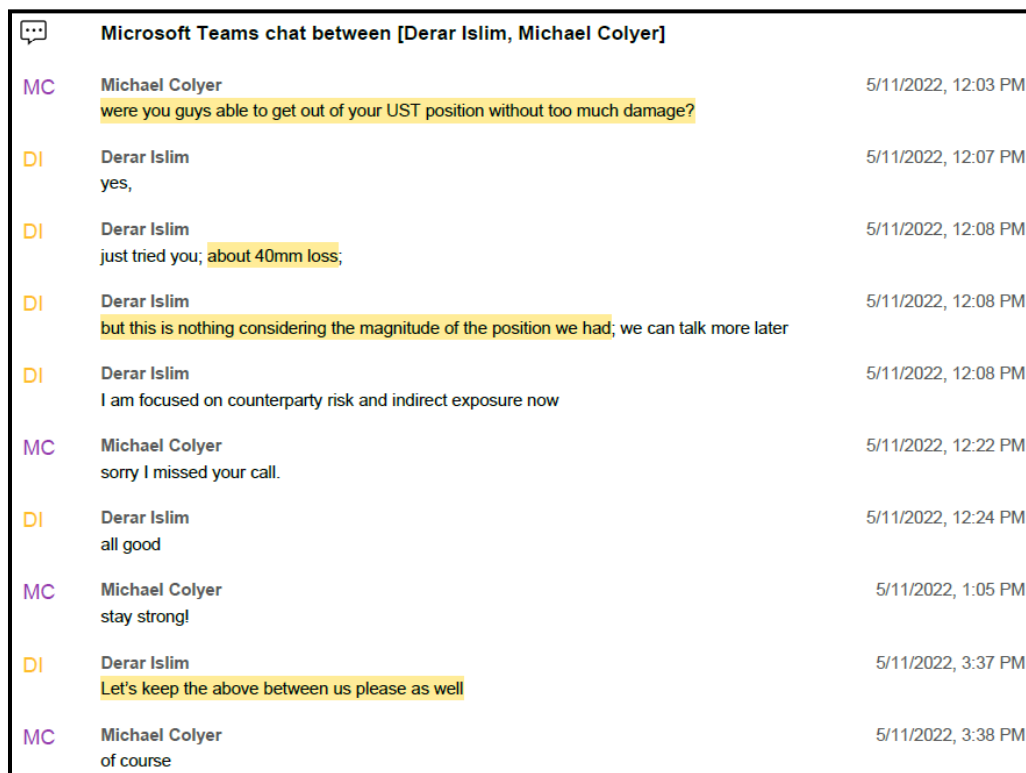 Microsoft Teams chat between [Derar Islim, Michael Colyer]
MC Michael Colyer 5/11/2022, 12:03 PM
were you guys able to get out of your UST position without too much damage?
DI Derar Islim 5/11/2022, 12:07 PM
yes,
DI Derar Islim 5/11/2022, 12:08 PM
just tried you; about 40mm loss;
DI Derar Islim 5/11/2022, 12:08 PM
but this is nothing considering the magnitude of the position we had; we can talk more later
DI Derar Islim 5/11/2022, 12:08 PM
I am focused on counterparty risk and indirect exposure now
MC Michael Colyer 5/11/2022, 12:22 PM
sorry I missed your call.
DI Derar Islim 5/11/2022, 12:24 PM
all good
MC Michael Colyer 5/11/2022, 1:05 PM
stay strong!
DI Derar Islim 5/11/2022, 3:37 PM
Let's keep the above between us please as well
MC Michael Colyer 5/11/2022, 3:38 PM
of course